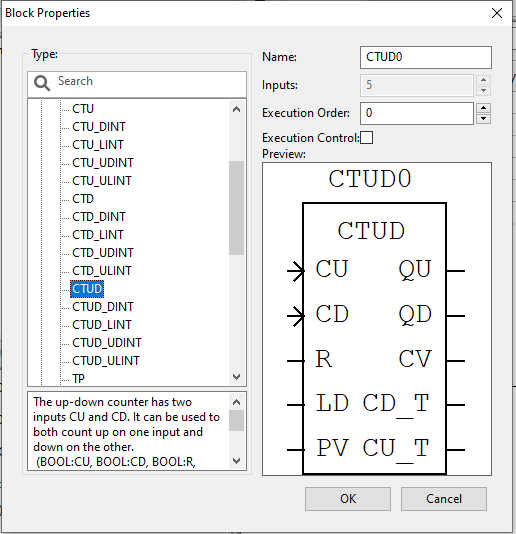 Block Properties
Type:
Search
CTU
CTU_DINT
CTU_LINT
CTU_UDINT
CTU_ULINT
CTD
CTD_DINT
CTD_LINT
CTD_UDINT
CTD_ULINT
CTUD
CTUD_DINT
CTUD_LINT
CTUD_UDINT
CTUD_ULINT
TP
The up-down counter has two
inputs CU and CD. It can be used to
both count up on one input and
down on the other.
(BOOL:CU, BOOL:CD, BOOL:R,
Name: CTUD0
Inputs: 5
Execution Order: 0
Execution Control:
Preview:
CTUD0
CTUD
CU QU
CD QD
R CV
LD CD_T
PV CU_T
OK Cancel